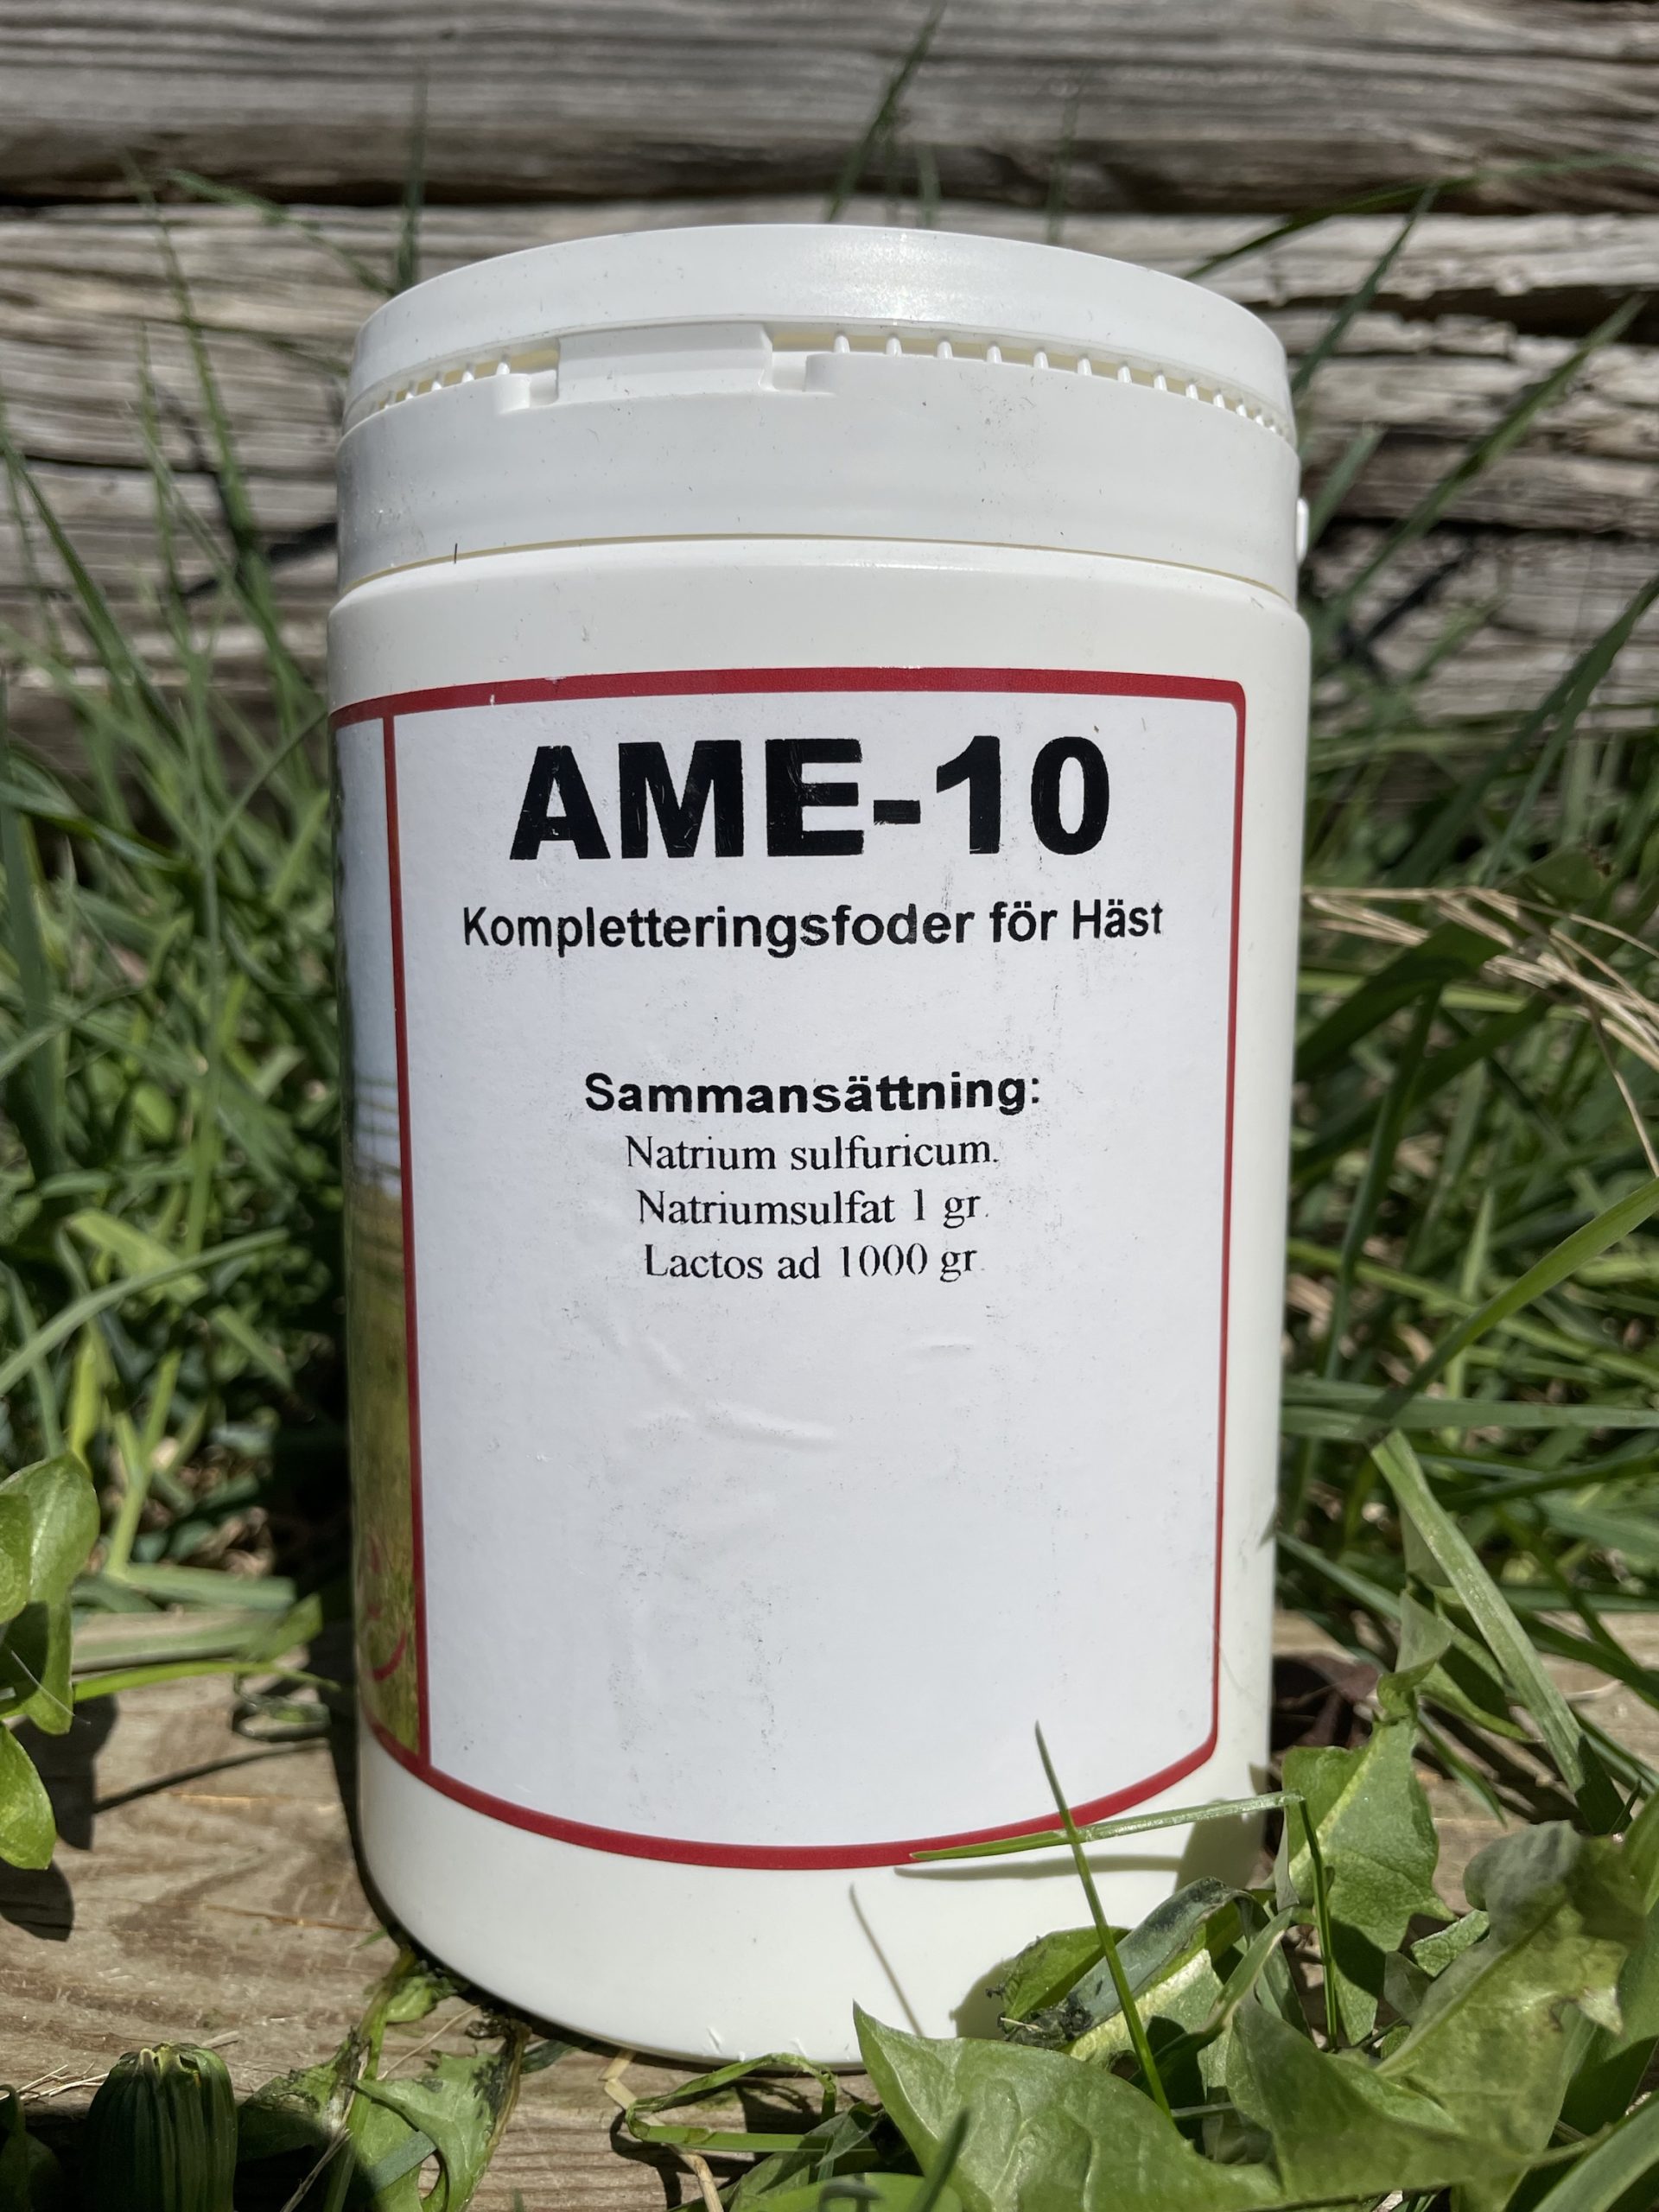 AME-10
Kompletteringsfoder för Häst
Sammansättning:
Natrium sulfuricum.
Natriumsulfat 1 gr.
Lactos ad 1000 gr